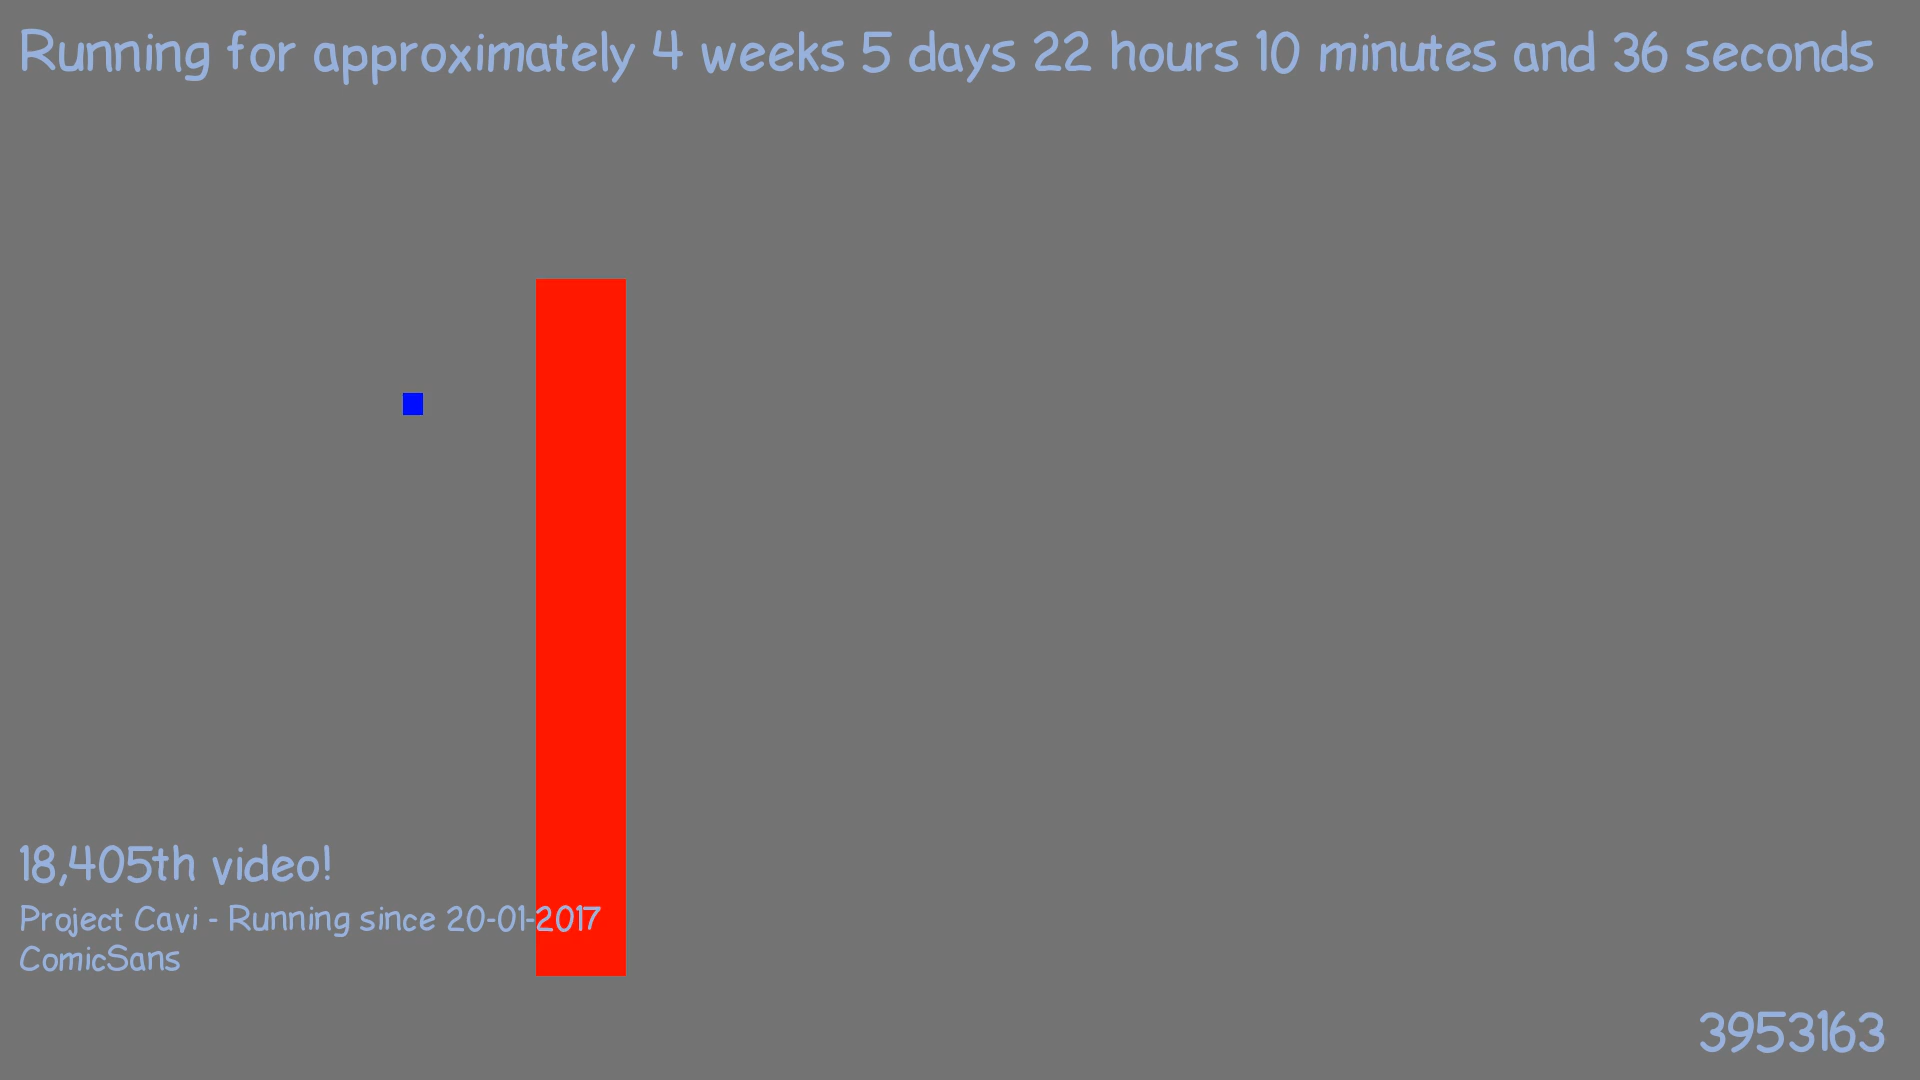 Running for approximately 4 weeks 5 days 22 hours 10 minutes and 36 seconds
18,405th video!
Project Cavi - Running since 20-01-2017
ComicSans
3953163